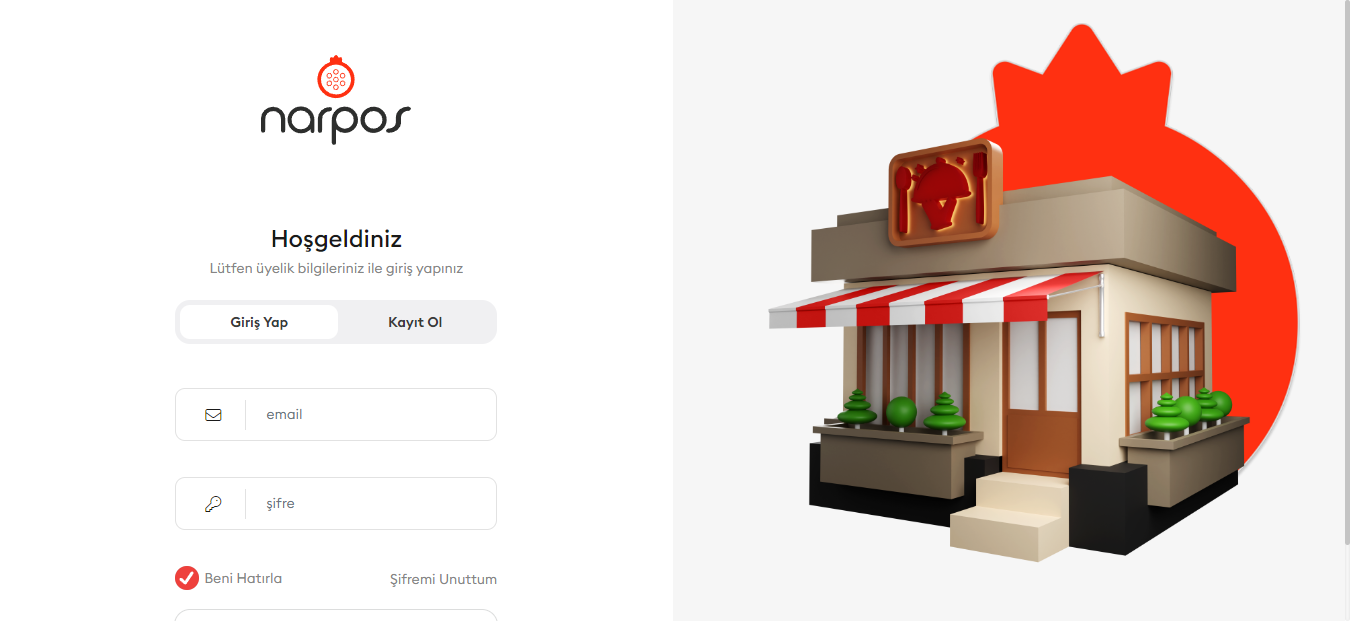 narpos
Hoşgeldiniz
Lütfen üyelik bilgileriniz ile giriş yapınız
Giriş Yap
Kayıt Ol
email
şifre
Beni Hatırla
Şifremi Unuttum